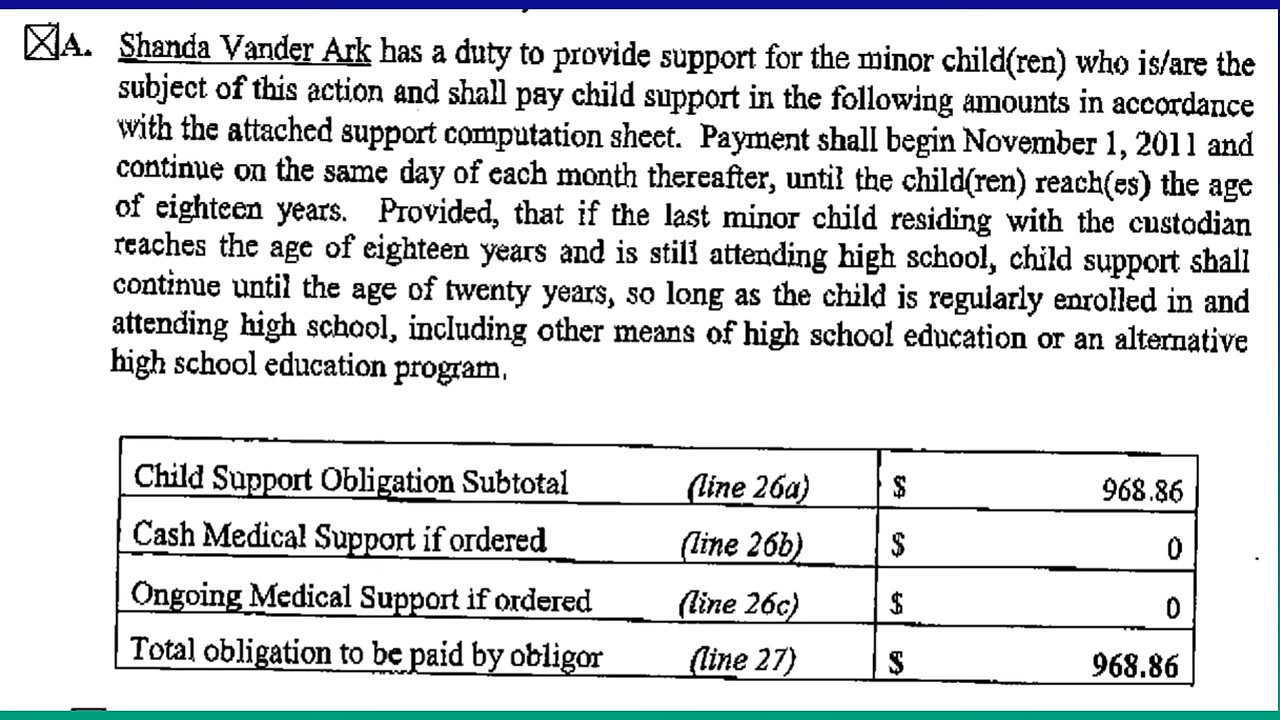 ☒A. Shanda Vander Ark has a duty to provide support for the minor child(ren) who is/are the
subject of this action and shall pay child support in the following amounts in accordance
with the attached support computation sheet. Payment shall begin November 1, 2011 and
continue on the same day of each month thereafter, until the child(ren) reach(es) the age
of eighteen years. Provided, that if the last minor child residing with the custodian
reaches the age of eighteen years and is still attending high school, child support shall
continue until the age of twenty years, so long as the child is regularly enrolled in and
attending high school, including other means of high school education or an alternative
high school education program.
Child Support Obligation Subtotal (line 26a) $ 968.86
Cash Medical Support if ordered (line 26b) $ 0
Ongoing Medical Support if ordered (line 26c) $ 0
Total obligation to be paid by obligor (line 27) $ 968.86